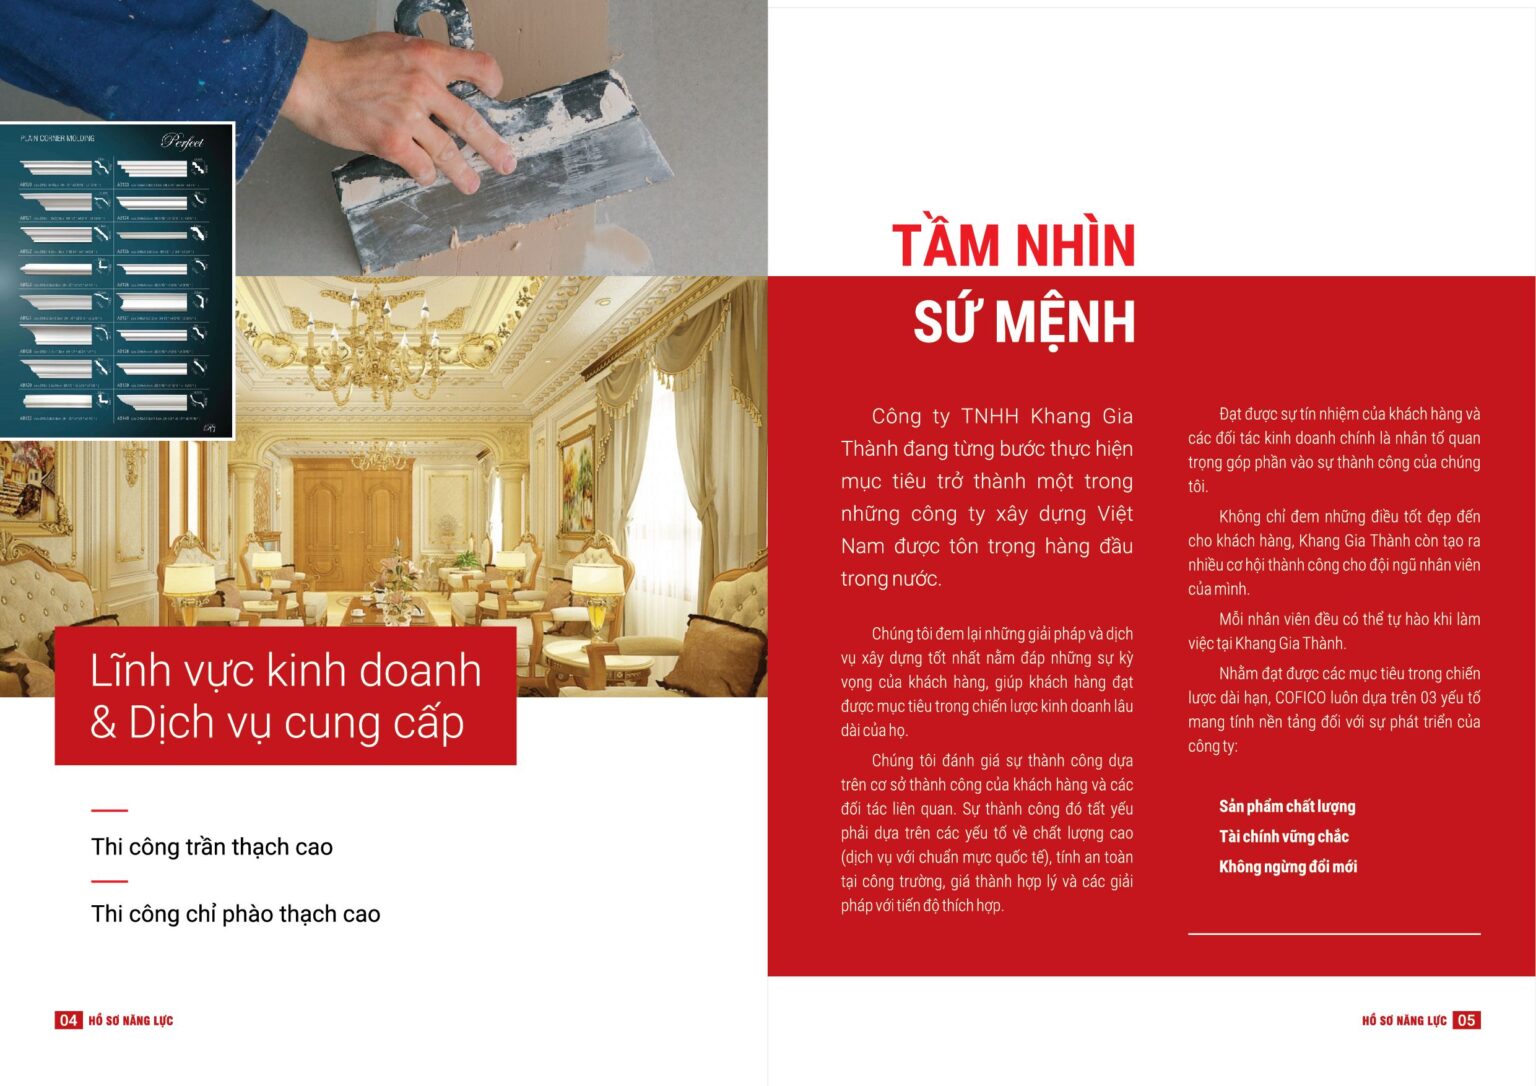 PLAIN CORNER MOLDING
Perfect
Lĩnh vực kinh doanh
& Dịch vụ cung cấp
Thi công trần thạch cao
Thi công chỉ phào thạch cao
04 HỒ SƠ NĂNG LỰC
TẦM NHÌN
SỨ MỆNH
Công ty TNHH Khang Gia
Thành đang từng bước thực hiện
mục tiêu trở thành một trong
những công ty xây dựng Việt
Nam được tôn trọng hàng đầu
trong nước.
Chúng tôi đem lại những giải pháp và dịch
vụ xây dựng tốt nhất nằm đáp những sự kỳ
vọng của khách hàng, giúp khách hàng đạt
được mục tiêu trong chiến lược kinh doanh lâu
dài của họ.
Chúng tôi đánh giá sự thành công dựa
trên cơ sở thành công của khách hàng và các
đối tác liên quan. Sự thành công đó tất yếu
phải dựa trên các yếu tố về chất lượng cao
(dịch vụ với chuẩn mực quốc tế), tính an toàn
tại công trường, giá thành hợp lý và các giải
pháp với tiến độ thích hợp.
Đạt được sự tín nhiệm của khách hàng và
các đối tác kinh doanh chính là nhân tố quan
trọng góp phần vào sự thành công của chúng
tôi.
Không chỉ đem những điều tốt đẹp đến
cho khách hàng, Khang Gia Thành còn tạo ra
nhiều cơ hội thành công cho đội ngũ nhân viên
của mình.
Mỗi nhân viên đều có thể tự hào khi làm
việc tại Khang Gia Thành.
Nhằm đạt được các mục tiêu trong chiến
lược dài hạn, COFICO luôn dựa trên 03 yếu tố
mang tính nền tảng đối với sự phát triển của
công ty:
Sản phẩm chất lượng
Tài chính vững chắc
Không ngừng đổi mới
HỒ SƠ NĂNG LỰC 05